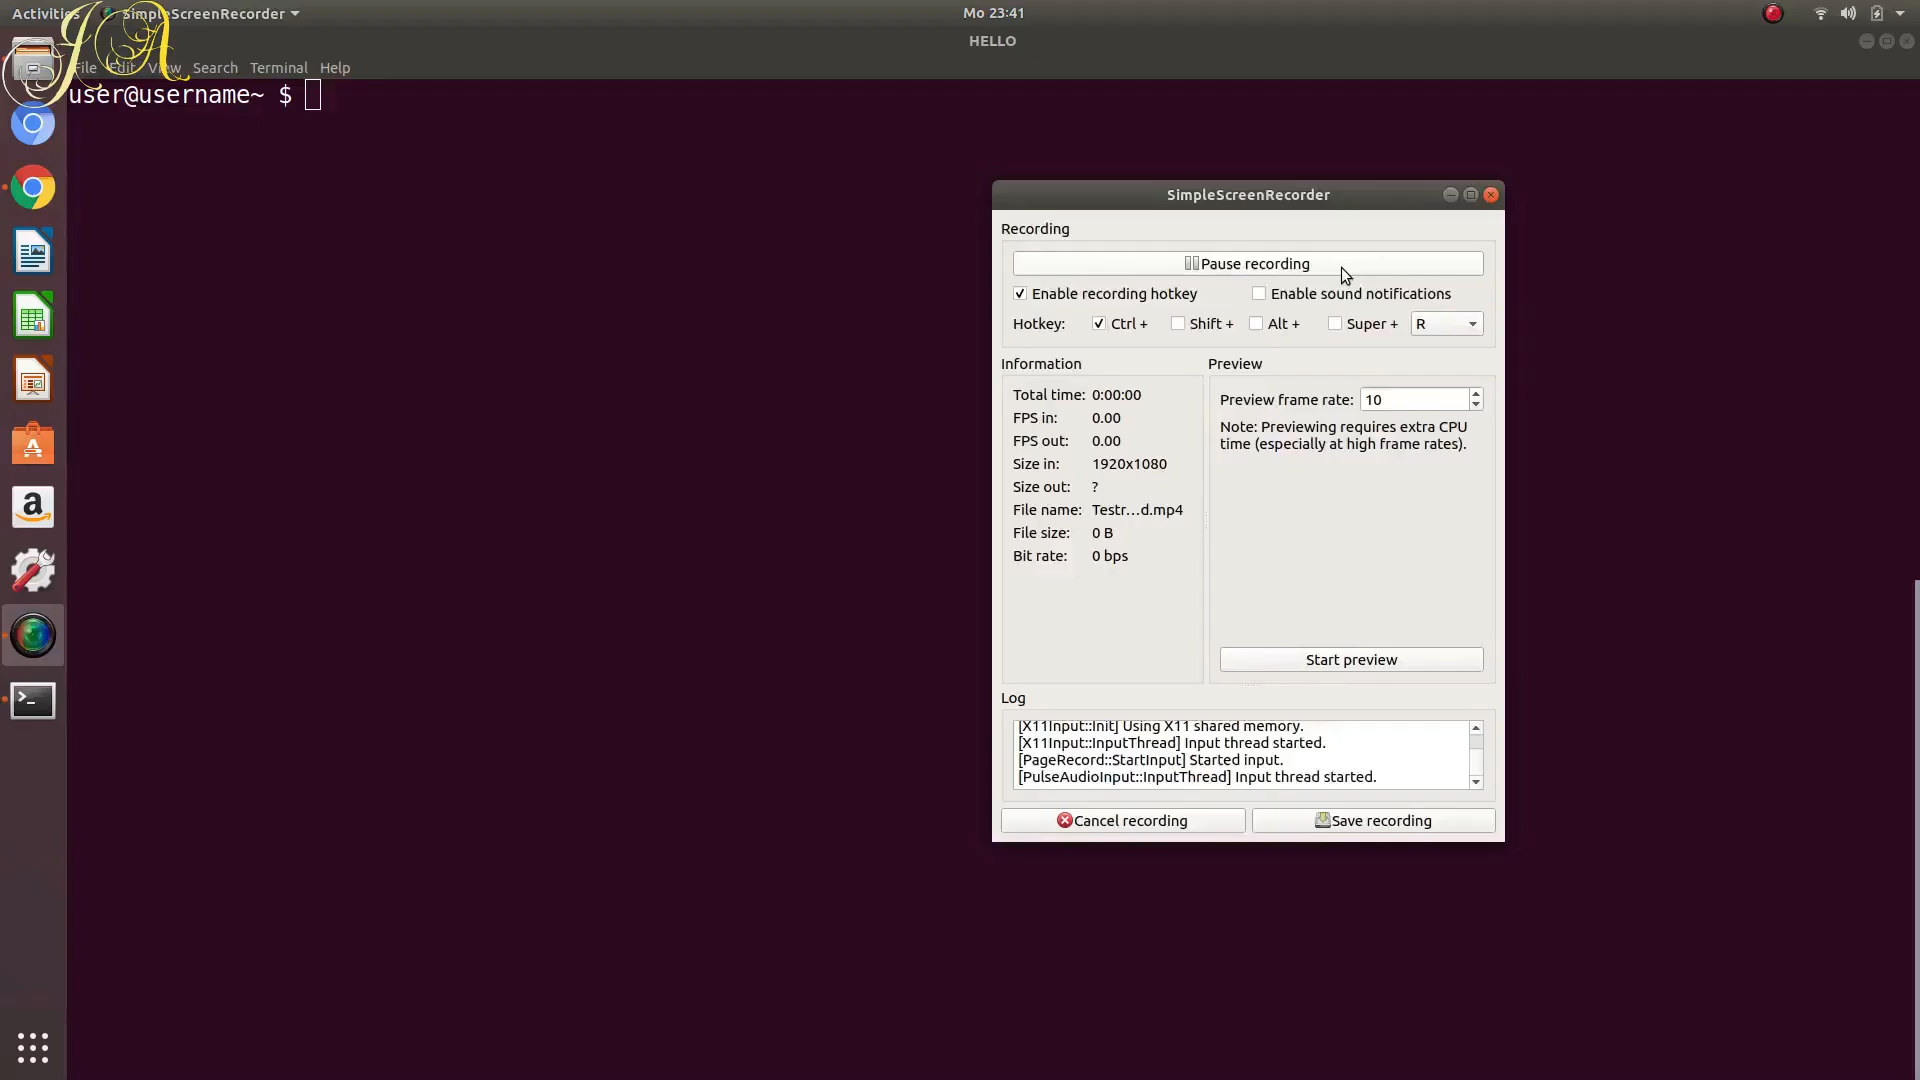 Activities SimpleScreenRecorder Mo 23:41
HELLO
JA
File Edit View Search Terminal Help
user@username~ $
SimpleScreenRecorder
Recording
Pause recording
Enable recording hotkey Enable sound notifications
Hotkey: Ctrl + Shift + Alt + Super + R
Information Preview
Total time: 0:00:00
FPS in: 0.00
FPS out: 0.00
Size in: 1920x1080
Size out: ?
File name: Testr...d.mp4
File size: 0 B
Bit rate: 0 bps
Preview frame rate: 10
Note: Previewing requires extra CPU
time (especially at high frame rates).
Start preview
Log
[X11Input::Init] Using X11 shared memory.
[X11Input::InputThread] Input thread started.
[PageRecord::StartInput] Started input.
[PulseAudioInput::InputThread] Input thread started.
Cancel recording Save recording